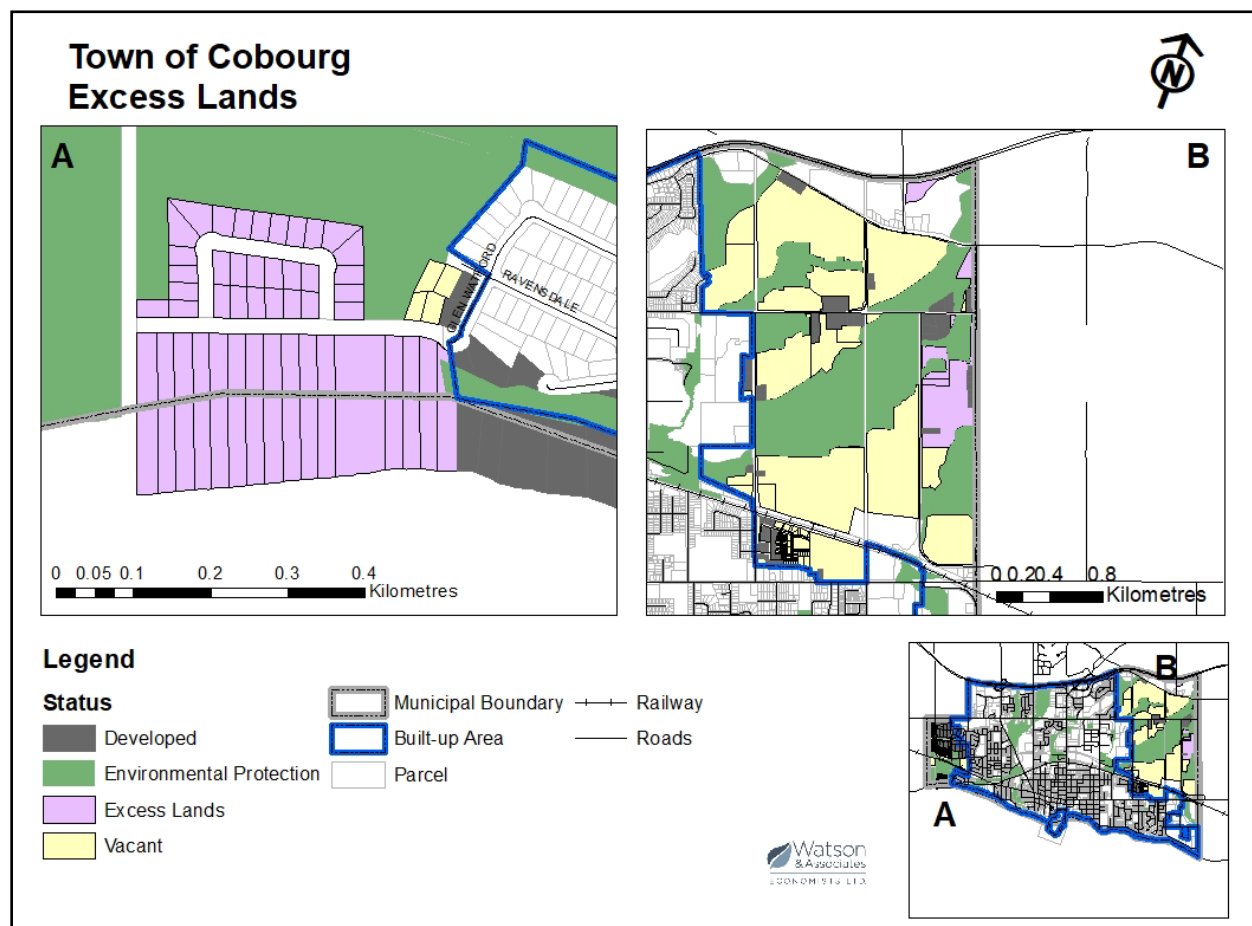 Town of Cobourg
Excess Lands
N
A
GLEN WATFORD
RAVENSDALE
0 0.05 0.1 0.2 0.3 0.4
Kilometres
B
0 0.2 0.4 0.8
Kilometres
Legend
Status
Developed
Environmental Protection
Excess Lands
Vacant
Municipal Boundary
Built-up Area
Parcel
Railway
Roads
Watson
& Associates
ECONOMISTS LTD.
B
A